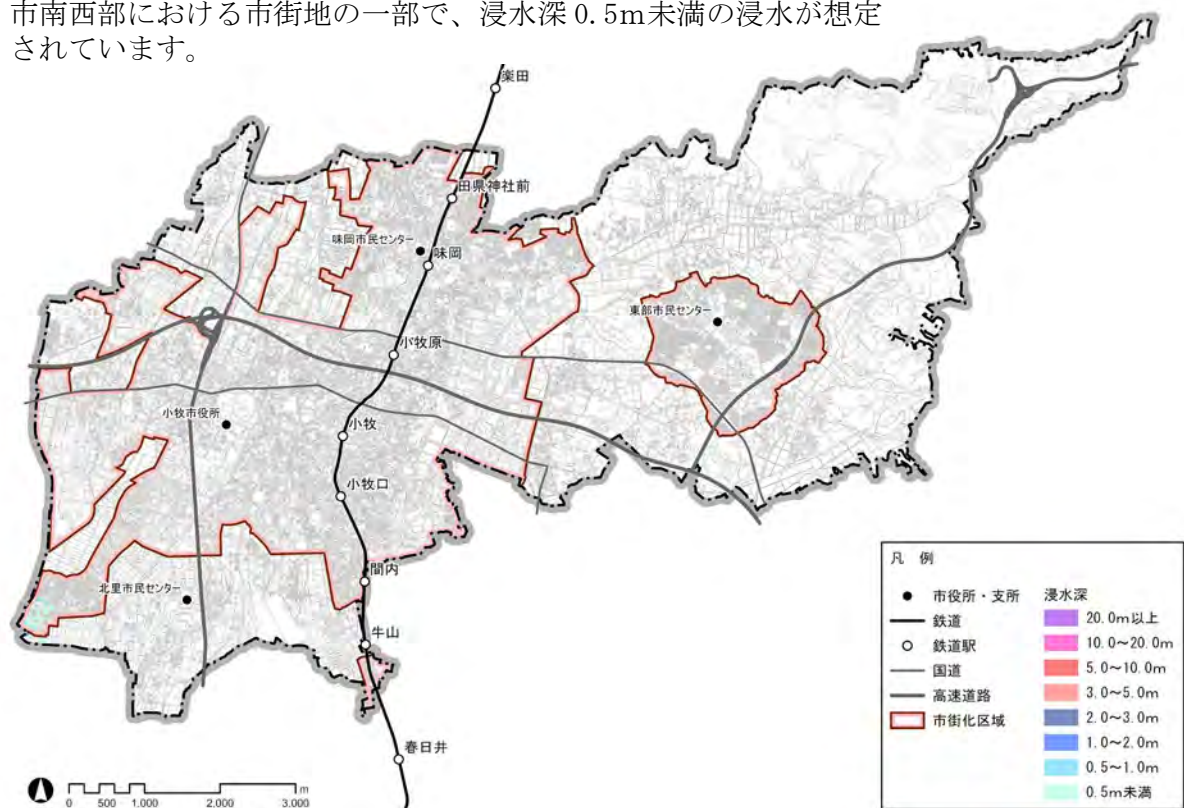 市南西部における市街地の一部で、浸水深0.5m未満の浸水が想定
されています。
楽田
田県神社前
味岡市民センター
味岡
東部市民センター
小牧原
小牧市役所
小牧
小牧口
間内
北里市民センター
牛山
春日井
0 500 1,000 2,000 3,000 m
凡 例
市役所・支所
鉄道
鉄道駅
国道
高速道路
市街化区域
浸水深
20.0m以上
10.0~20.0m
5.0~10.0m
3.0~5.0m
2.0~3.0m
1.0~2.0m
0.5~1.0m
0.5m未満